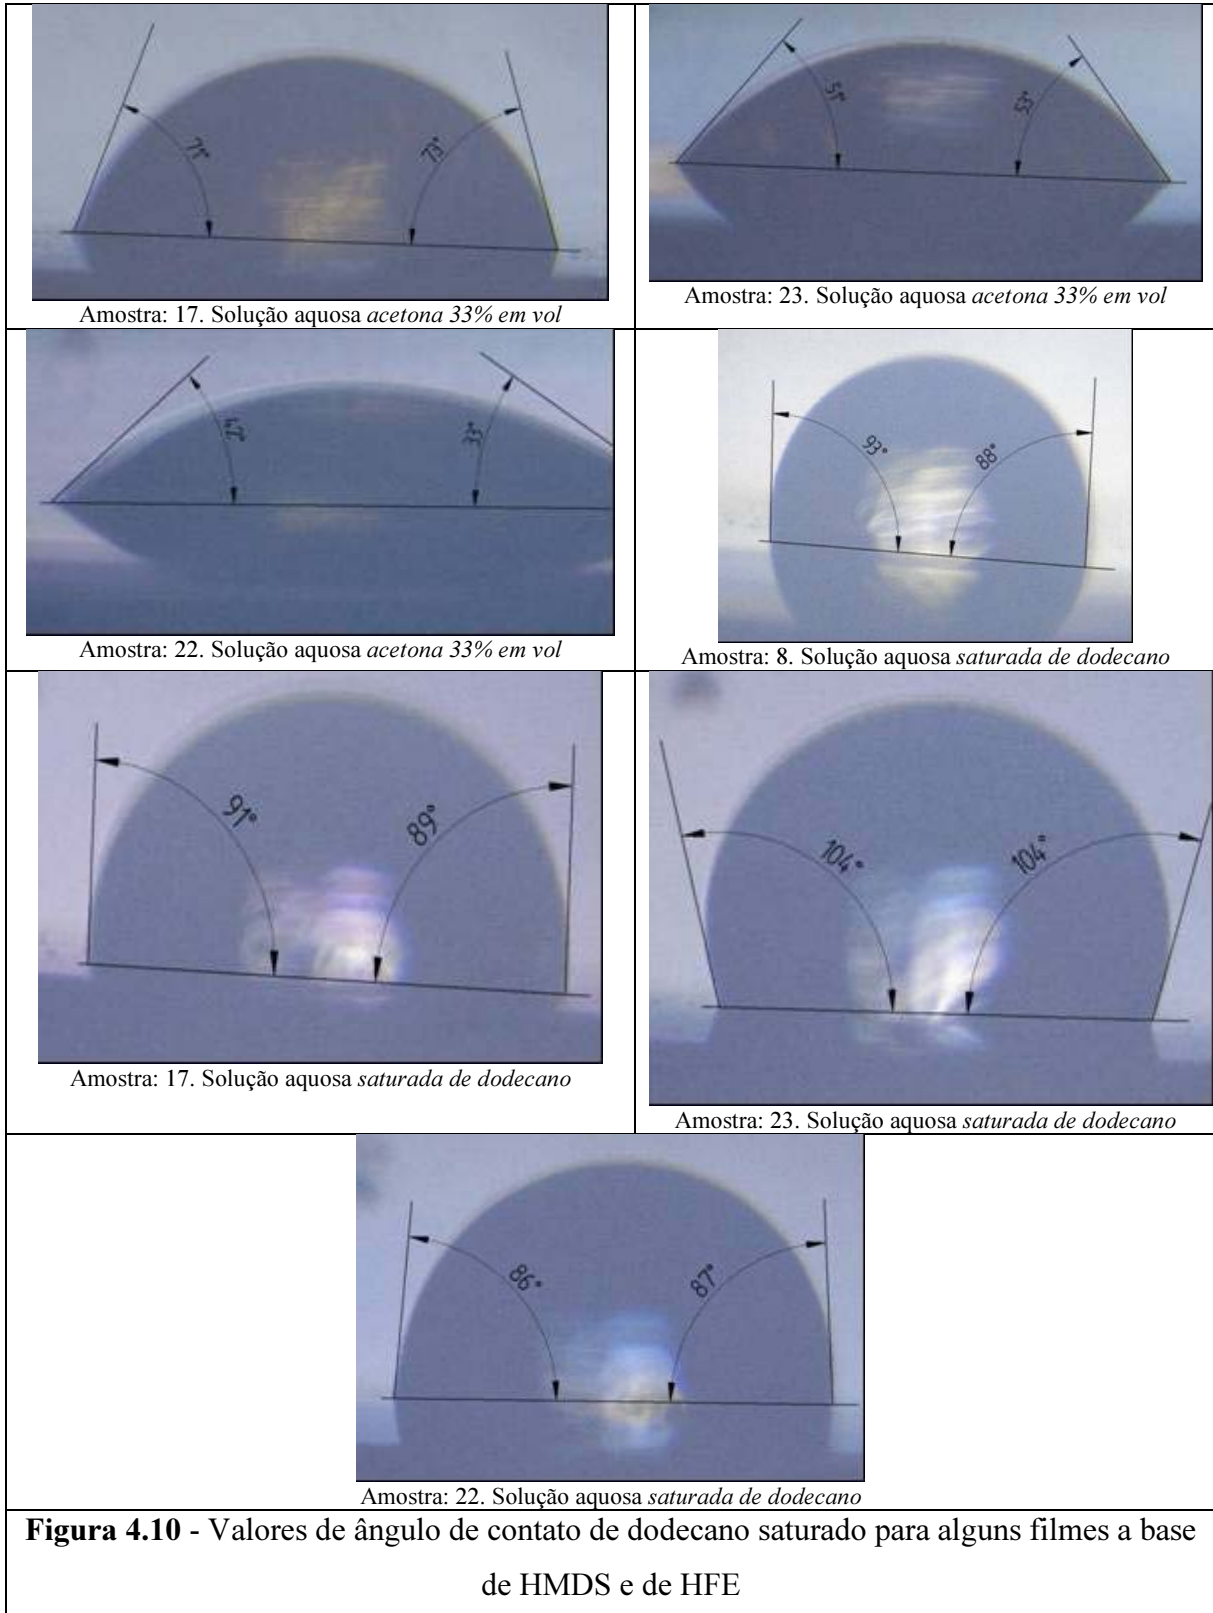 71°
73°
Amostra: 17. Solução aquosa acetona 33% em vol
51°
53°
Amostra: 23. Solução aquosa acetona 33% em vol
42°
33°
Amostra: 22. Solução aquosa acetona 33% em vol
93°
88°
Amostra: 8. Solução aquosa saturada de dodecano
91°
89°
Amostra: 17. Solução aquosa saturada de dodecano
104°
104°
Amostra: 23. Solução aquosa saturada de dodecano
86°
87°
Amostra: 22. Solução aquosa saturada de dodecano
Figura 4.10 - Valores de ângulo de contato de dodecano saturado para alguns filmes a base
de HMDS e de HFE